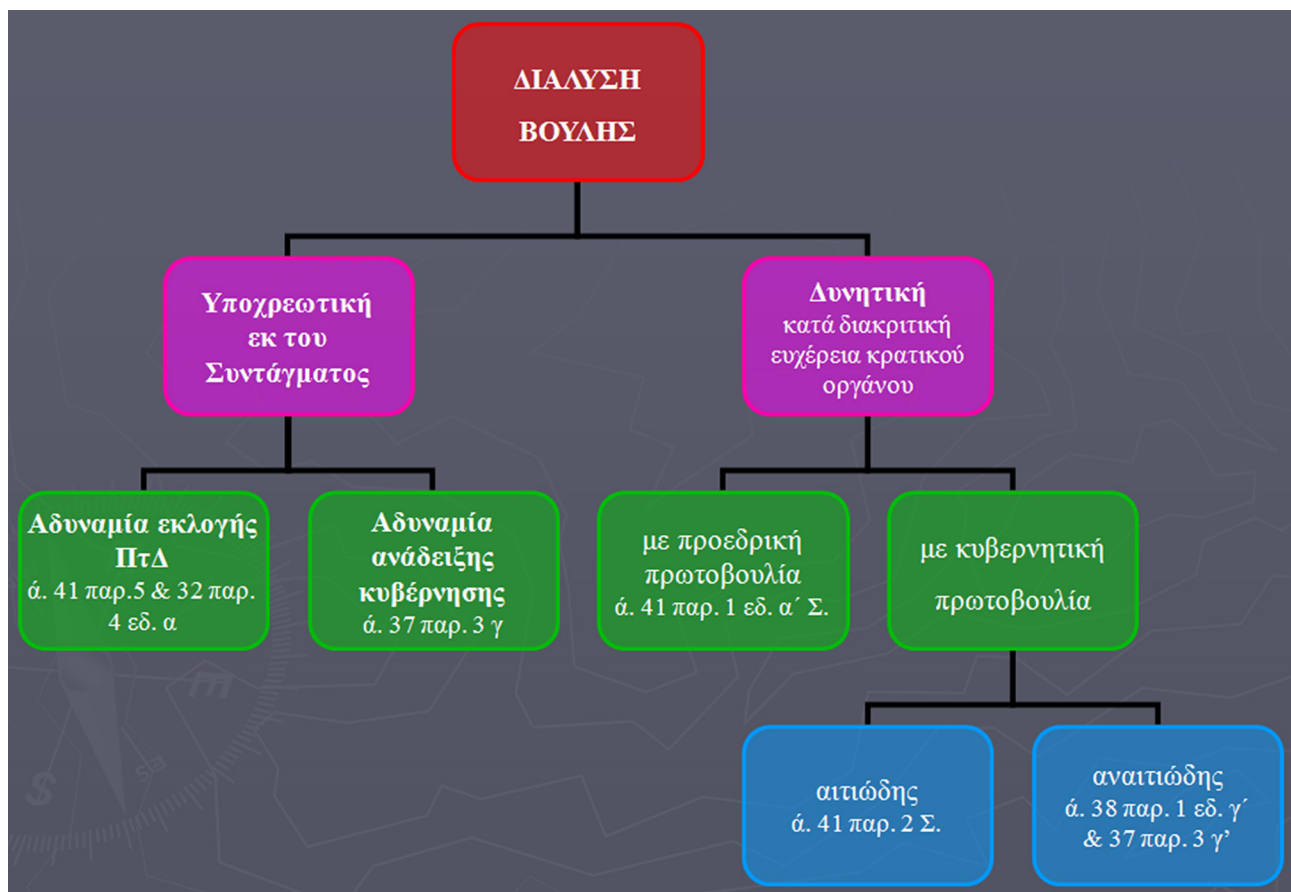 ΔΙΑΛΥΣΗ
ΒΟΥΛΗΣ
Υποχρεωτική
εκ του
Συντάγματος
Δυνητική
κατά διακριτική
ευχέρεια κρατικού
οργάνου
Αδυναμία εκλογής
ΠτΔ
ά. 41 παρ.5 & 32 παρ.
4 εδ. α
Αδυναμία
ανάδειξης
κυβέρνησης
ά. 37 παρ. 3 γ
με προεδρική
πρωτοβουλία
ά. 41 παρ. 1 εδ. α΄ Σ.
με κυβερνητική
πρωτοβουλία
αιτιώδης
ά. 41 παρ. 2 Σ.
αναιτιώδης
ά. 38 παρ. 1 εδ. γ΄
& 37 παρ. 3 γ’
E
S
SE